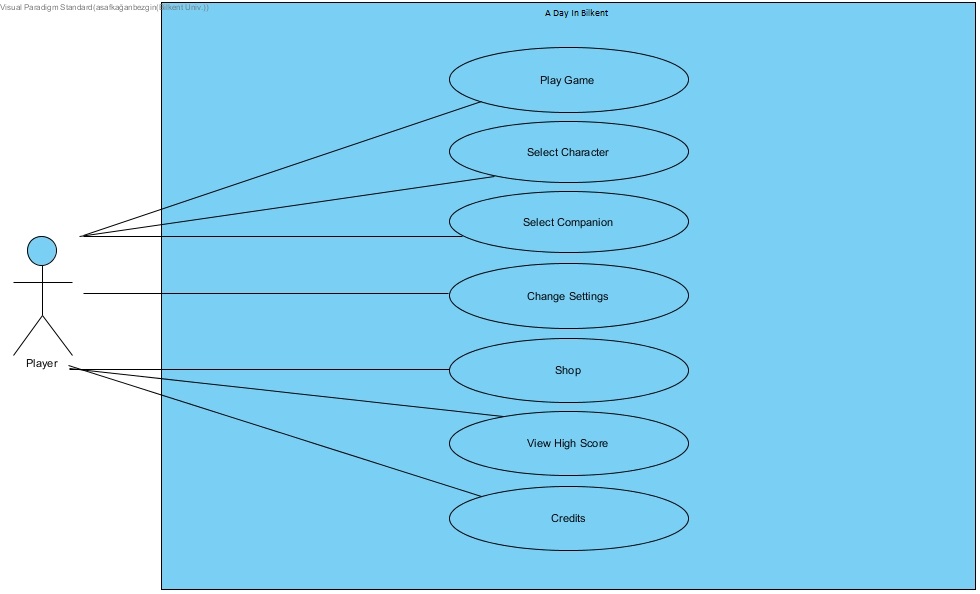 Visual Paradigm Standard(asafkağanbezgin(Bilkent Univ.))
A Day In Bilkent
Play Game
Select Character
Select Companion
Change Settings
Shop
Player
View High Score
Credits